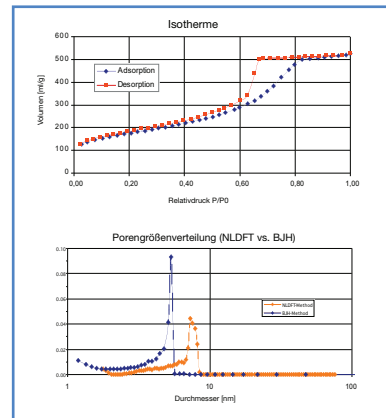 Isotherme
Volumen [ml/g]
600
500
400
300
200
100
0
Adsorption
Desorption
0,00
0,20
0,40
0,60
0,80
1,00
Relativdruck P/P0
Porengrößenverteilung (NLDFT vs. BJH)
0.10
0.08
0.06
0.04
0.02
0.00
NLDFT-Method
BJH-Method
1
10
100
Durchmesser [nm]